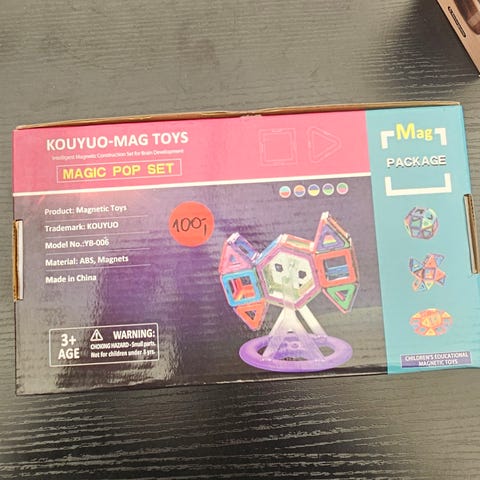 KOUYUO-MAG TOYS
Intelligent Magnetic Construction Set for Brain Development
MAGIC POP SET
Product: Magnetic Toys
Trademark: KOUYUO
Model No.:YB-006
Material: ABS, Magnets
Made in China
100,-
3+
AGE
WARNING:
CHOKING HAZARD-Small parts.
Not for children under 3 yrs.
Mag
PACKAGE
CHILDREN'S EDUCATIONAL
MAGNETIC TOYS